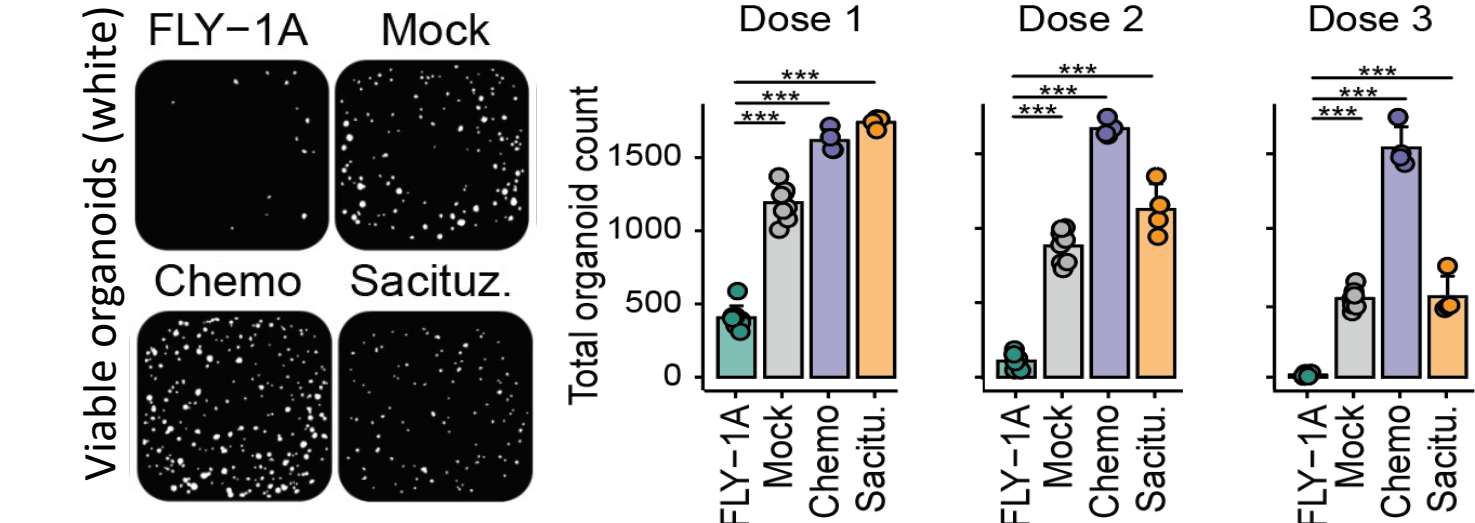 Viable organoids (white)
FLY−1A
Mock
Chemo
Sacituz.
Total organoid count
1500
1000
500
0
Dose 1
***
***
***
FLY−1A
Mock
Chemo
Sacitu.
Dose 2
***
***
***
FLY−1A
Mock
Chemo
Sacitu.
Dose 3
***
***
***
FLY−1A
Mock
Chemo
Sacitu.